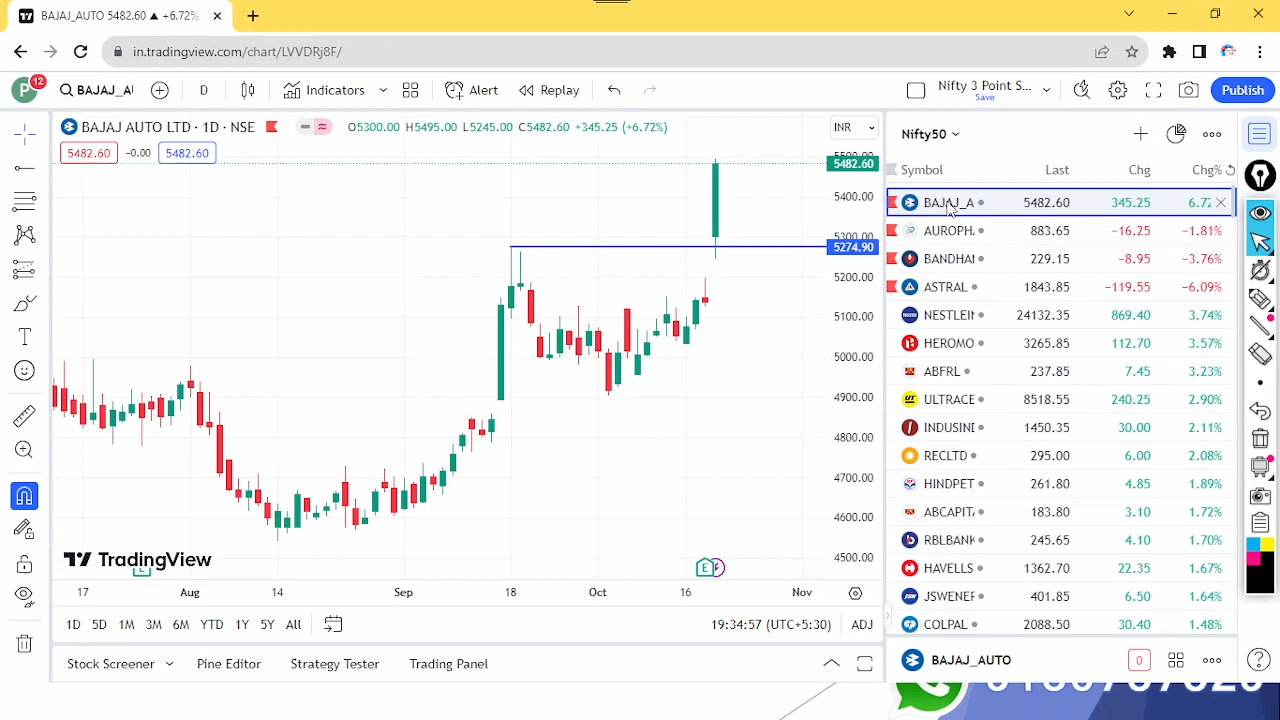 BAJAJ_AUTO 5482.60 ▲ +6.72%
in.tradingview.com/chart/LVVDRj8F/
P 12 BAJAJ_AU D Indicators Alert Replay Nifty 3 Point S... Save Publish
BAJAJ AUTO LTD · 1D · NSE O5300.00 H5495.00 L5245.00 C5482.60 +345.25 (+6.72%) INR
5482.60 −0.00 5482.60
5482.60
5400.00
5300.00
5274.90
5200.00
5100.00
5000.00
4900.00
4800.00
4700.00
4600.00
4500.00
TradingView
E E
17 Aug 14 Sep 18 Oct 16 Nov
1D 5D 1M 3M 6M YTD 1Y 5Y All 19:34:57 (UTC+5:30) ADJ
Stock Screener Pine Editor Strategy Tester Trading Panel
Nifty50
Symbol Last Chg Chg%
BAJAJ_A 5482.60 345.25 6.72
AUROPH 883.65 −16.25 −1.81%
BANDHAI 229.15 −8.95 −3.76%
ASTRAL 1843.85 −119.55 −6.09%
NESTLEIN 24132.35 869.40 3.74%
HEROMO 3265.85 112.70 3.57%
ABFRL 237.85 7.45 3.23%
ULTRACE 8518.55 240.25 2.90%
INDUSIND 1450.35 30.00 2.11%
RECLTD 295.00 6.00 2.08%
HINDPET 261.80 4.85 1.89%
ABCAPITA 183.80 3.10 1.72%
RBLBANK 245.65 4.10 1.70%
HAVELLS 1362.70 22.35 1.67%
JSWENER 401.85 6.50 1.64%
COLPAL 2088.50 30.40 1.48%
BAJAJ_AUTO 0